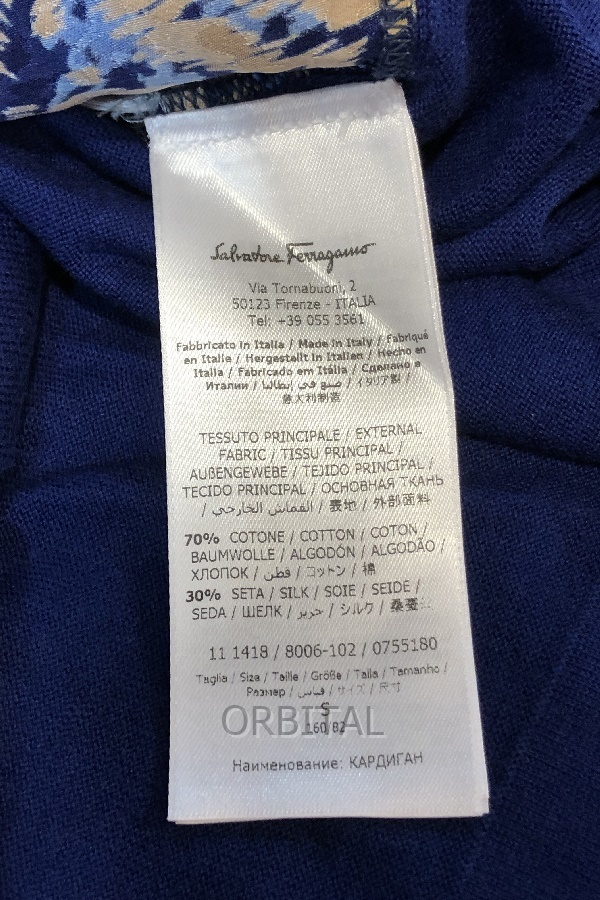 Salvatore Ferragamo
Via Tornabuoni, 2
50123 Firenze - ITALIA
Tel: +39 055 3561
Fabbricato in Italia / Made in Italy / Fabriqué
en Italie / Hergestellt in Italien / Hecho en
Italia / Fabricado em Itália / Сделано в
Италии / صنع في إيطاليا / イタリア製 /
意大利制造
TESSUTO PRINCIPALE / EXTERNAL
FABRIC / TISSU PRINCIPAL /
AUßENGEWEBE / TEJIDO PRINCIPAL /
TECIDO PRINCIPAL / ОСНОВНАЯ ТКАНЬ
/ القماش الخارجي / 表地 / 外部面料
70% COTONE / COTTON / COTON /
BAUMWOLLE / ALGODÓN / ALGODÃO /
ХЛОПОК / قطن / コットン / 棉
30% SETA / SILK / SOIE / SEIDE /
SEDA / ШЕЛК / حرير / シルク /
11 1418 / 8006-102 / 0755180
Taglia / Size / Taille / Größe / Talla / Tamanho /
Размер / قياس / サイズ / 尺寸
S
ORBITAL
160/82
Наименование: КАРДИГАН